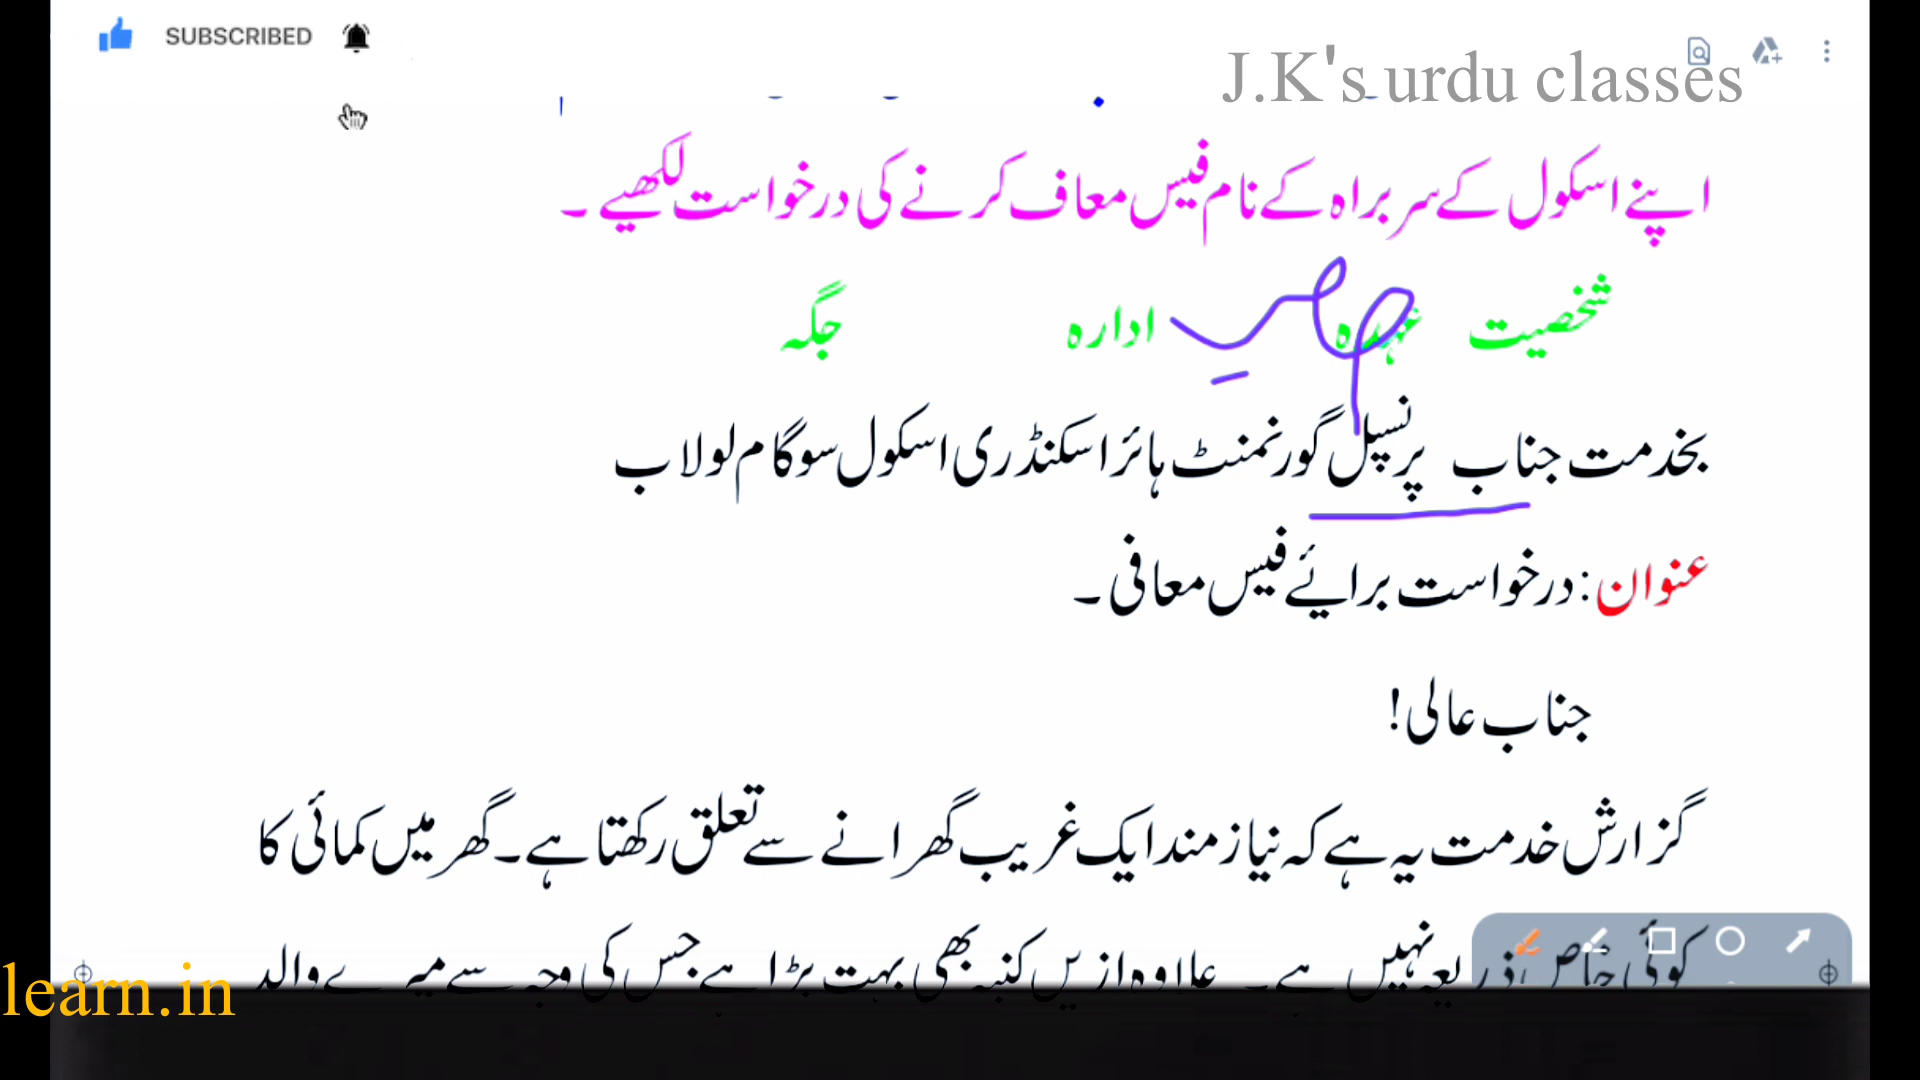 SUBSCRIBED
J.K's urdu classes
اپنے اسکول کے سربراہ کے نام فیس معاف کرنے کی درخواست لکھیے ۔
شخصیت عہدہ ادارہ جگہ
بخدمت جناب پرنسپل گورنمنٹ ہائر اسکنڈری اسکول سوگام لولاب
عنوان : درخواست برائے فیس معافی ۔
جناب عالی!
گزارش خدمت یہ ہے کہ نیاز مند ایک غریب گھرانے سے تعلق رکھتا ہے۔ گھر میں کمائی کا
کوئی خاص ذریعہ نہیں ہے۔ علاوہ ازیں کنبہ بھی بہت بڑا ہے جس کی وجہ سے میرے والد
learn.in